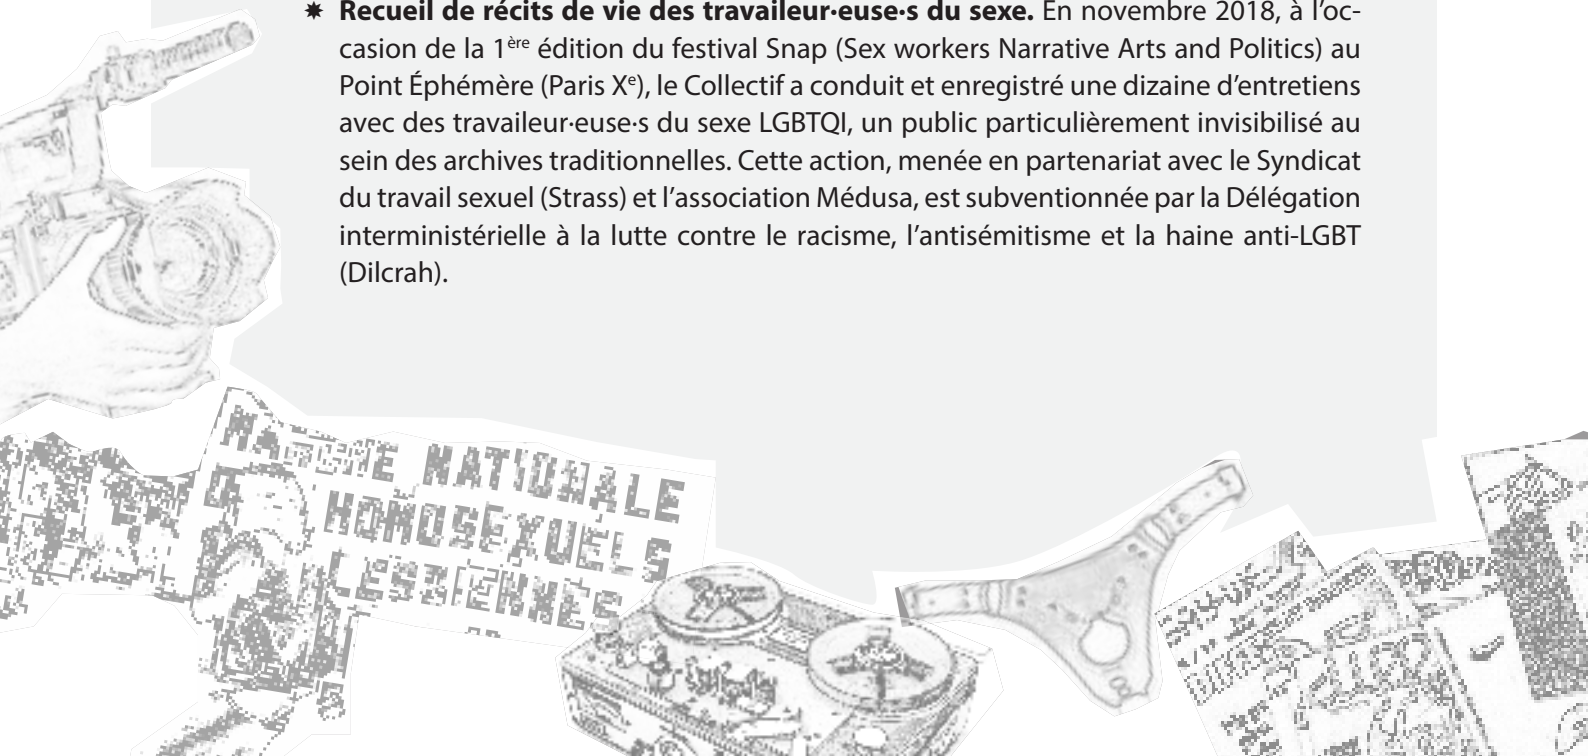 ✸ Recueil de récits de vie des travaileur·euse·s du sexe. En novembre 2018, à l'oc-
casion de la 1ère édition du festival Snap (Sex workers Narrative Arts and Politics) au
Point Éphémère (Paris Xe), le Collectif a conduit et enregistré une dizaine d'entretiens
avec des travaileur·euse·s du sexe LGBTQI, un public particulièrement invisibilisé au
sein des archives traditionnelles. Cette action, menée en partenariat avec le Syndicat
du travail sexuel (Strass) et l'association Médusa, est subventionnée par la Délégation
interministérielle à la lutte contre le racisme, l'antisémitisme et la haine anti-LGBT
(Dilcrah).
MARCHE NATIONALE
HOMOSEXUELS
LESBIENNES